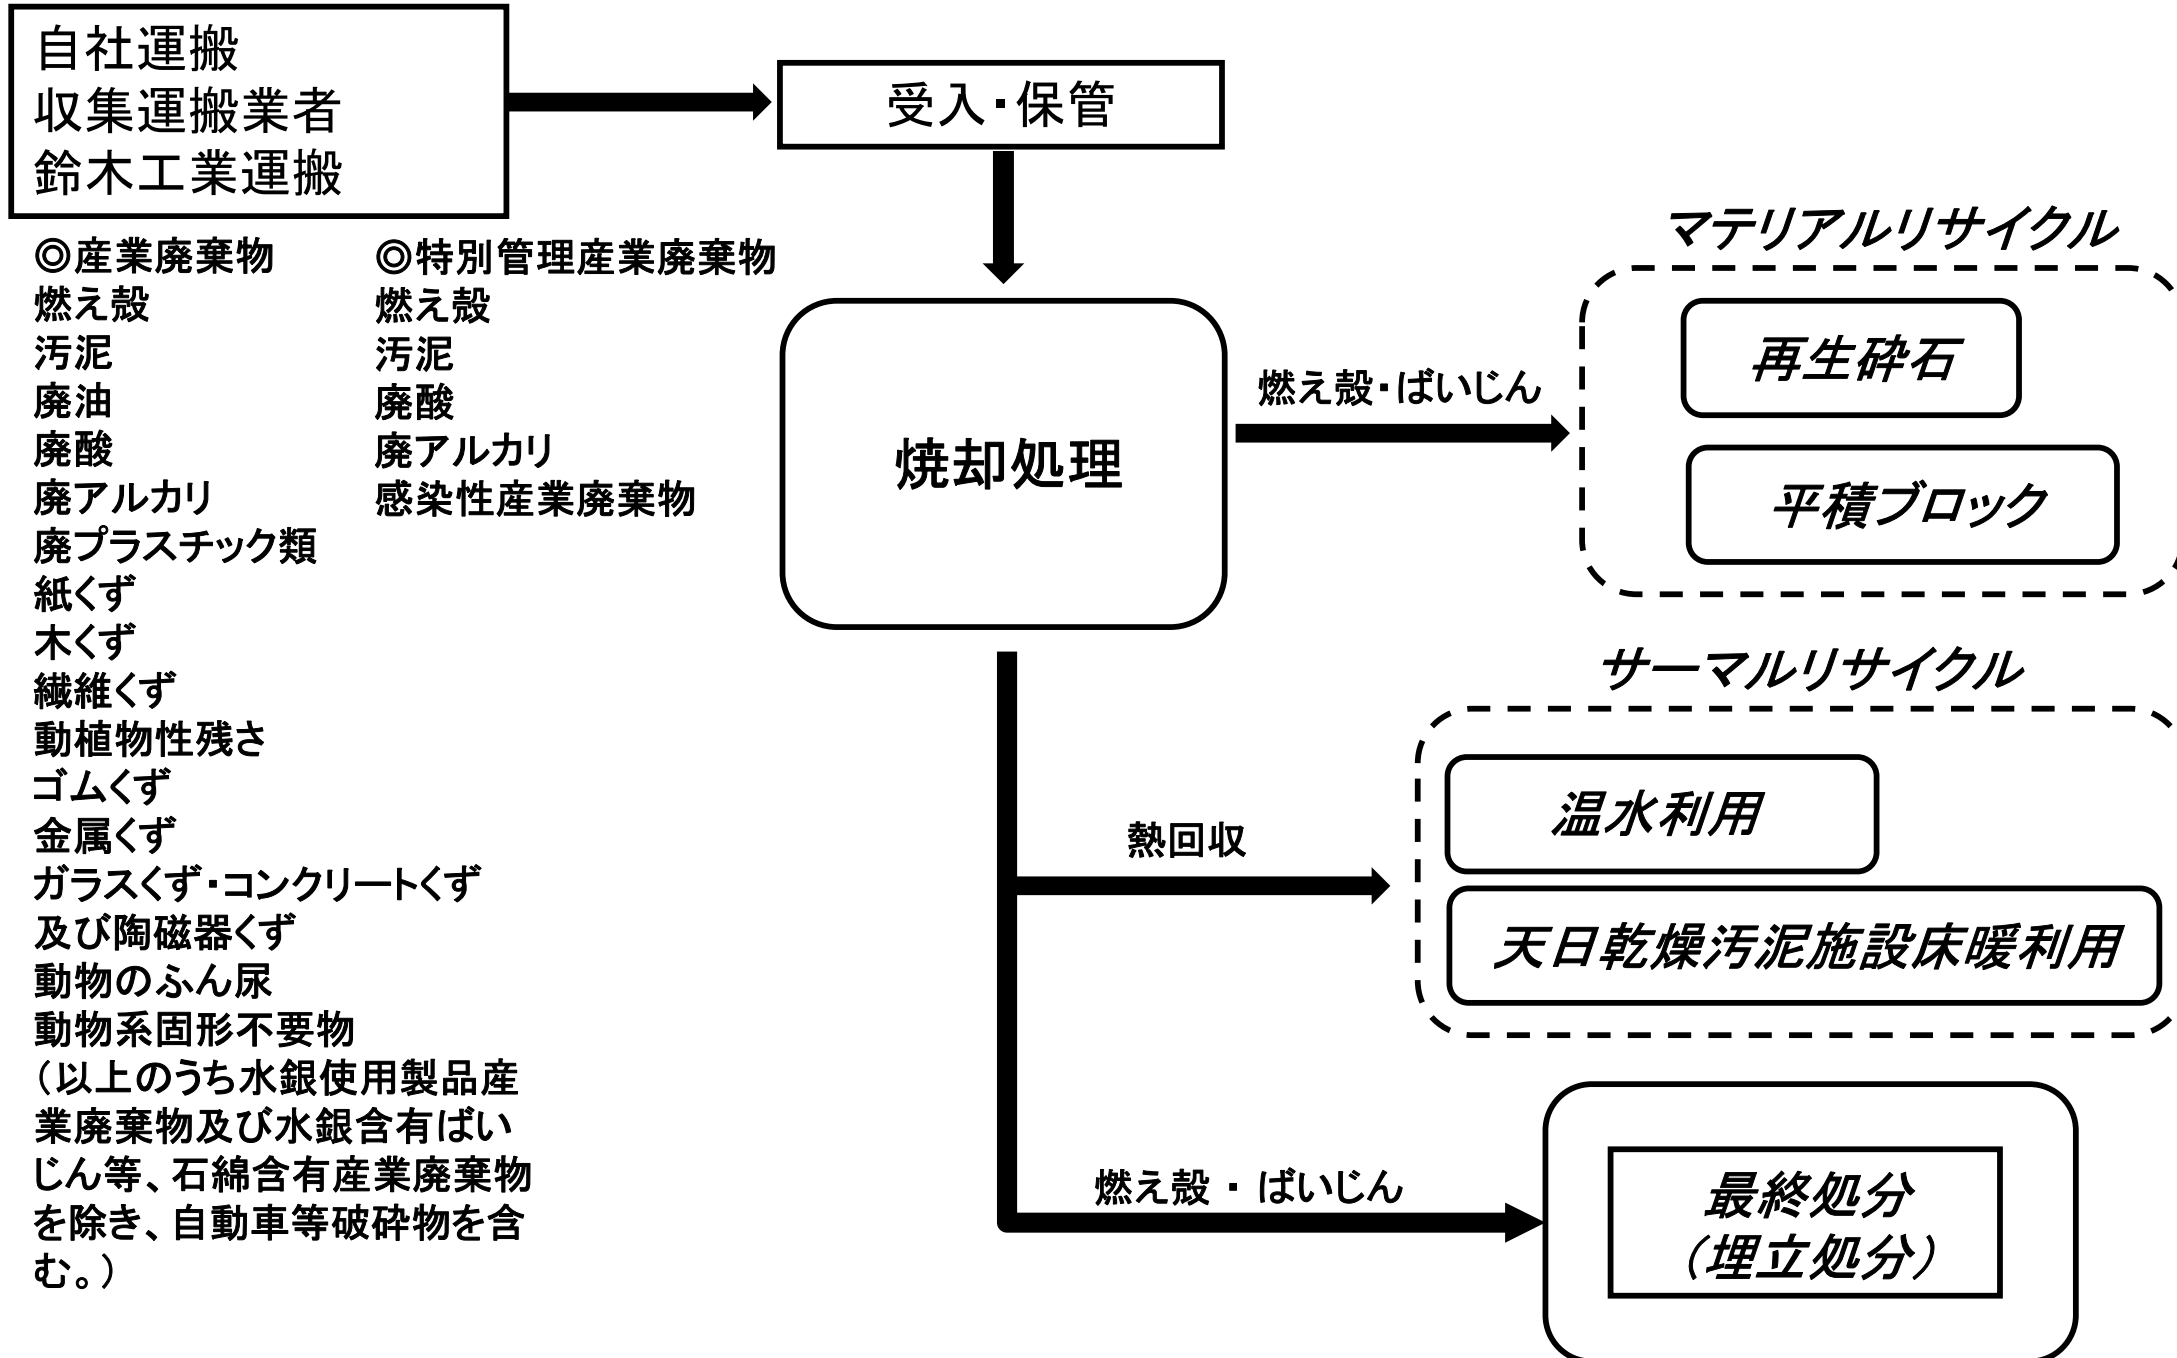 自社運搬
収集運搬業者
鈴木工業運搬
受入・保管
◎産業廃棄物
燃え殻
汚泥
廃油
廃酸
廃アルカリ
廃プラスチック類
紙くず
木くず
繊維くず
動植物性残さ
ゴムくず
金属くず
ガラスくず・コンクリートくず
及び陶磁器くず
動物のふん尿
動物系固形不要物
（以上のうち水銀使用製品産
業廃棄物及び水銀含有ばい
じん等、石綿含有産業廃棄物
を除き、自動車等破砕物を含
む。）
◎特別管理産業廃棄物
燃え殻
汚泥
廃酸
廃アルカリ
感染性産業廃棄物
焼却処理
燃え殻・ばいじん
マテリアルリサイクル
再生砕石
平積ブロック
サーマルリサイクル
熱回収
温水利用
天日乾燥汚泥施設床暖利用
燃え殻 ・ ばいじん
最終処分
（埋立処分）